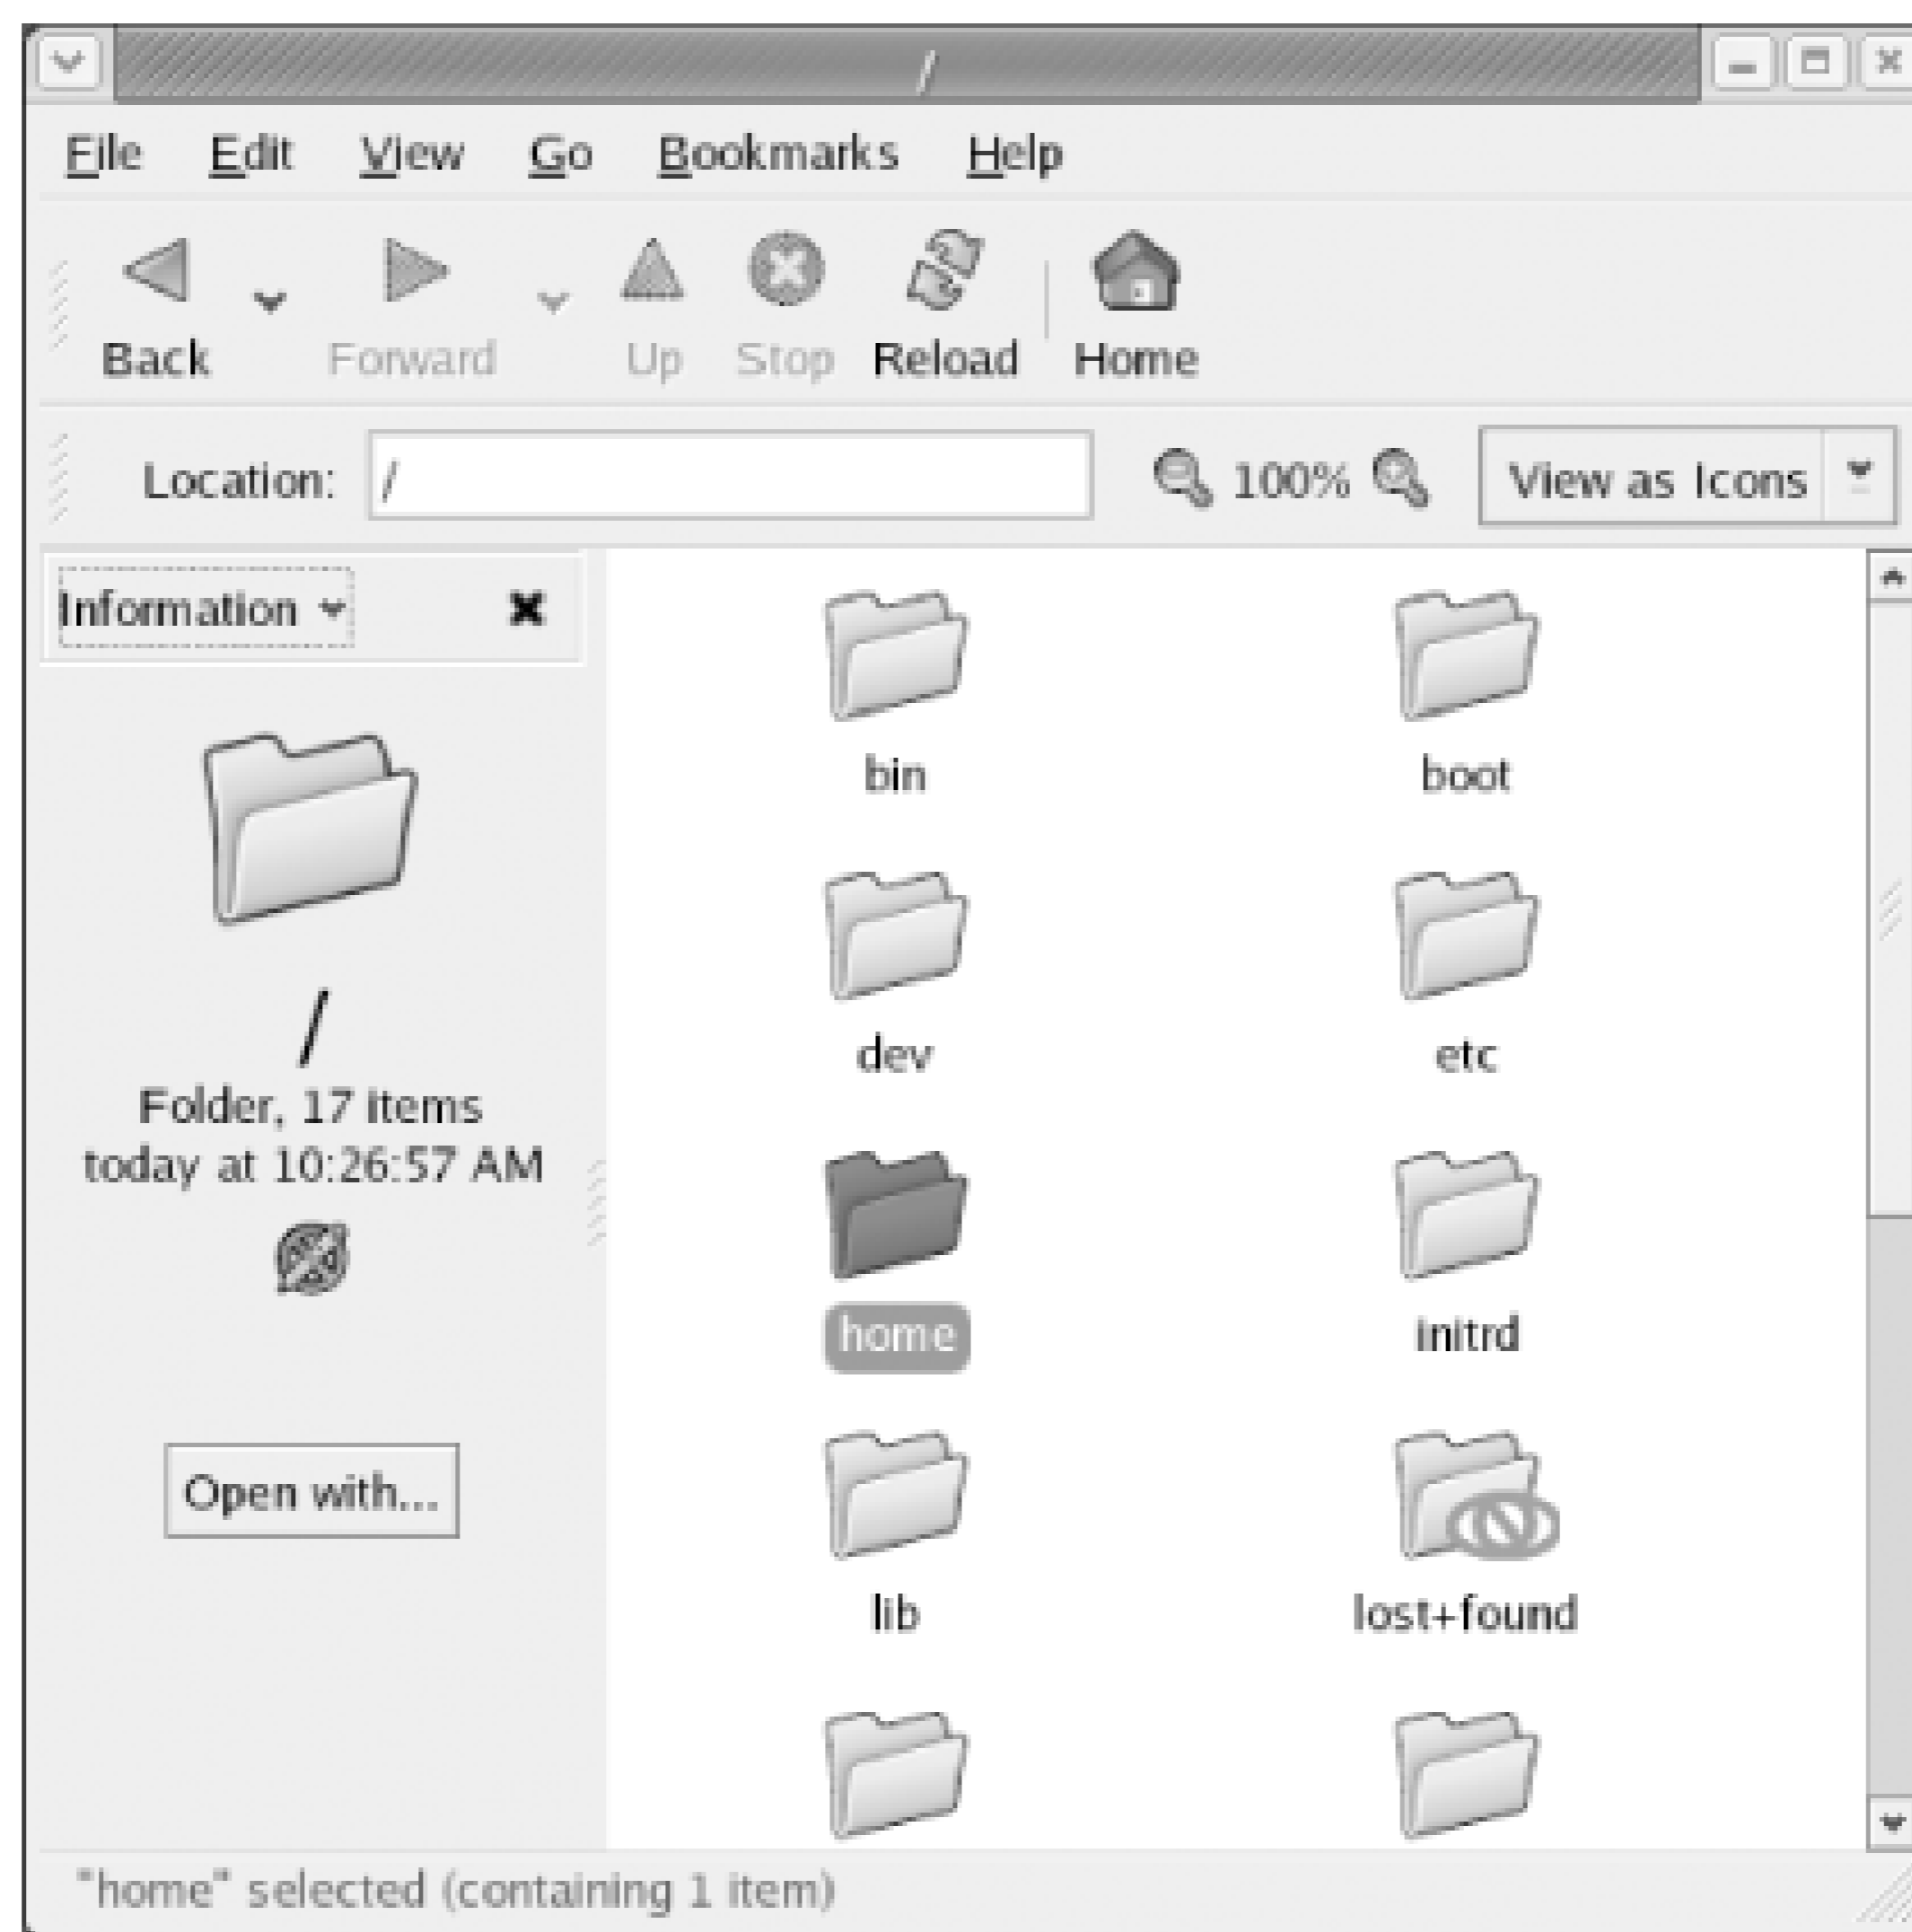 /
File Edit View Go Bookmarks Help
Back Forward Up Stop Reload Home
Location: / 100% View as Icons
Information
/
Folder, 17 items
today at 10:26:57 AM
Open with...
bin boot
dev etc
home initrd
lib lost+found
"home" selected (containing 1 item)